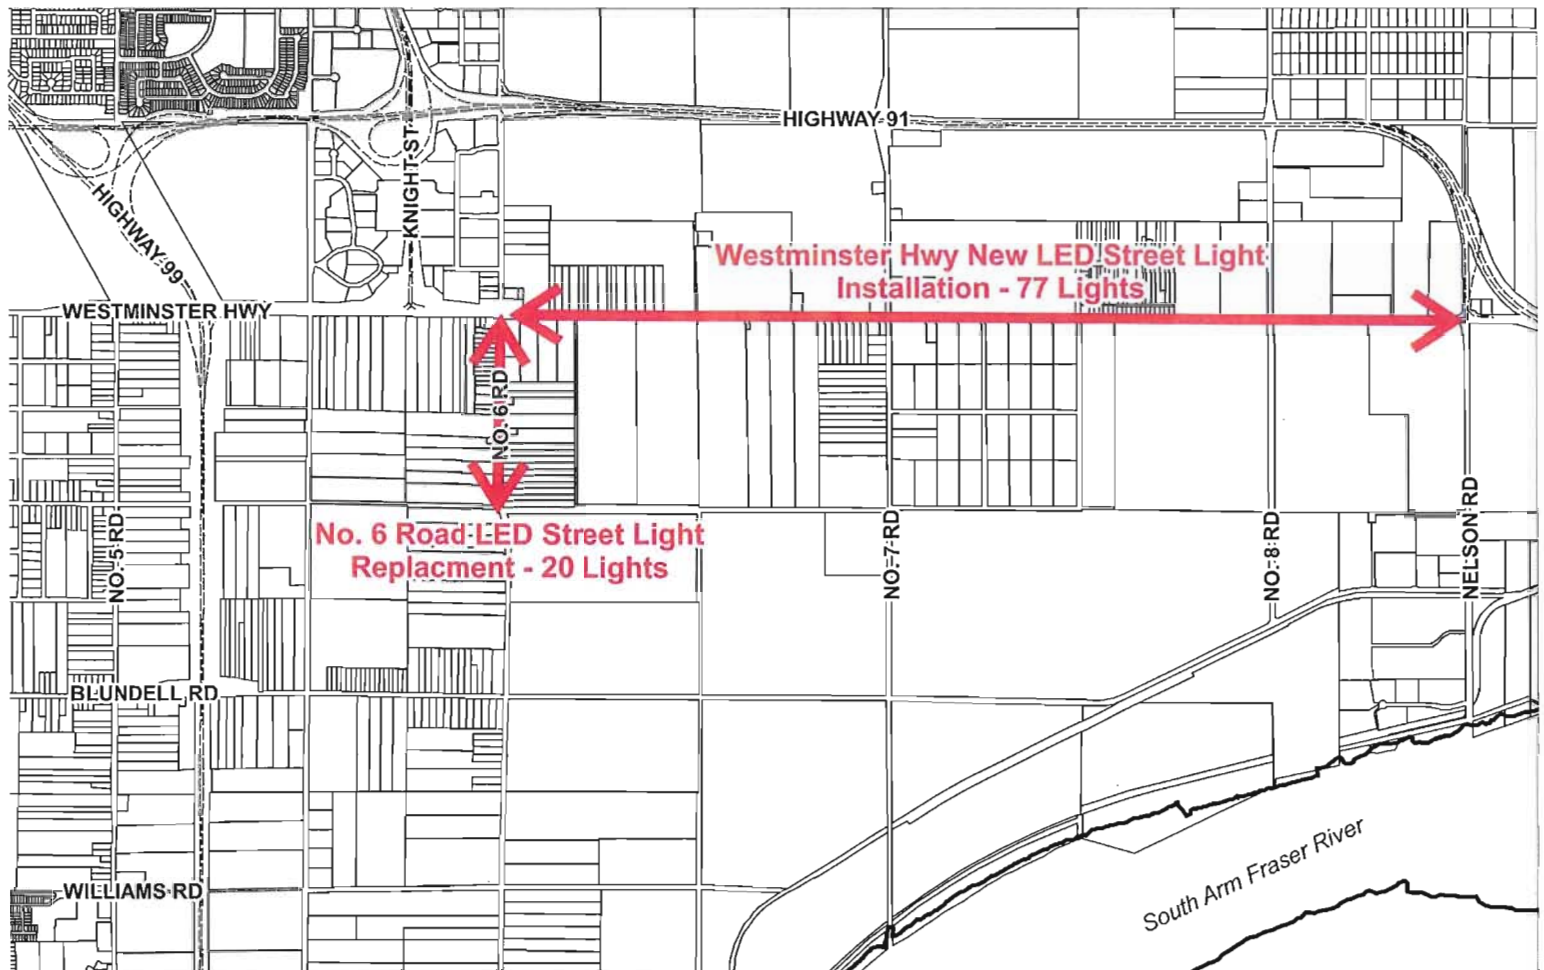 HIGHWAY 91
KNIGHT ST
HIGHWAY 99
Westminster Hwy New LED Street Light
Installation - 77 Lights
WESTMINSTER HWY
NO. 6 RD
No. 6 Road LED Street Light
Replacment - 20 Lights
NO. 5 RD
NO. 7 RD
NO. 8 RD
NELSON RD
BLUNDELL RD
WILLIAMS RD
South Arm Fraser River